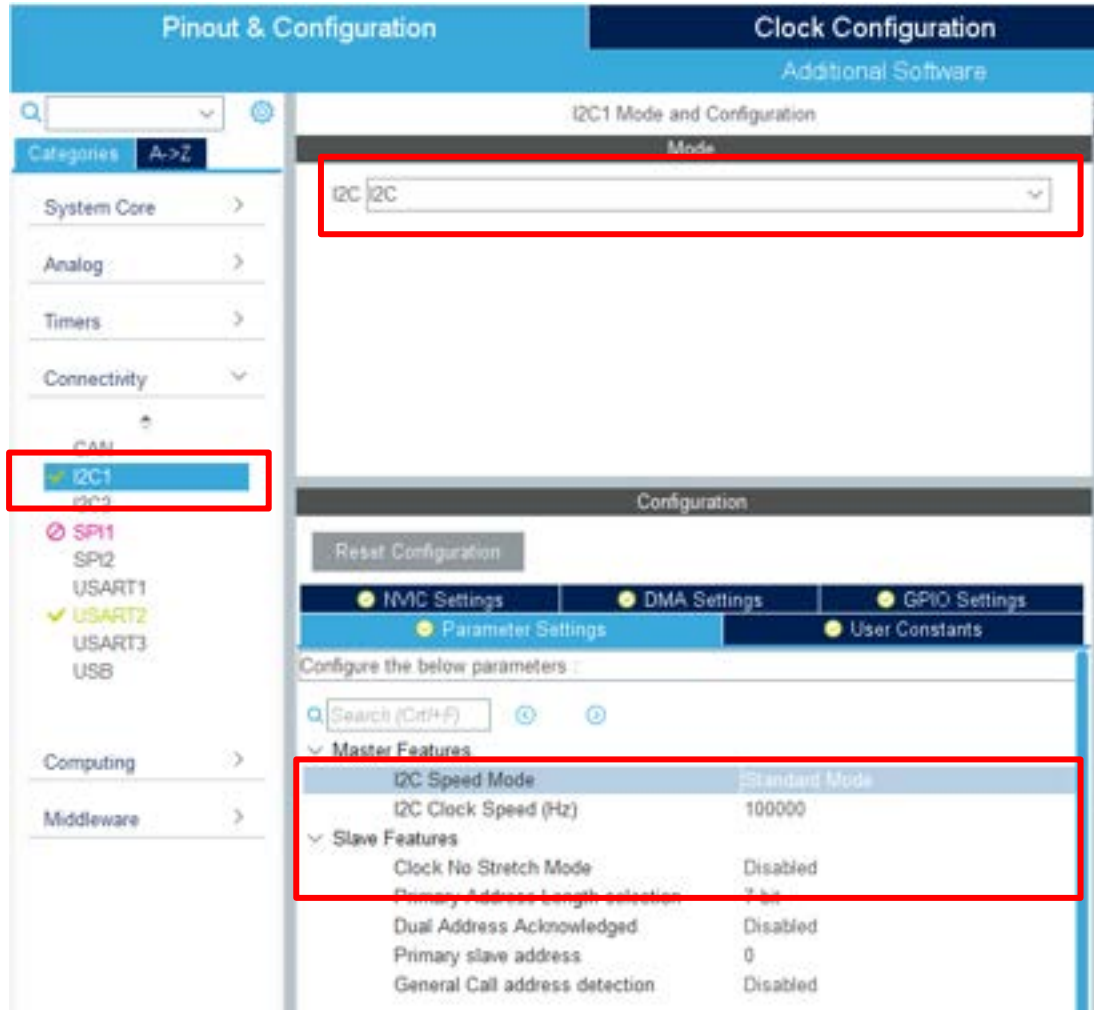 Pinout & Configuration
Clock Configuration
Additional Software
I2C1 Mode and Configuration
Categories
A->Z
Mode
I2C I2C
System Core
Analog
Timers
Connectivity
CAN
I2C1
I2C2
SPI1
SPI2
USART1
USART2
USART3
USB
Computing
Middleware
Configuration
Reset Configuration
NVIC Settings
DMA Settings
GPIO Settings
Parameter Settings
User Constants
Configure the below parameters :
Search (Crtl+F)
Master Features
I2C Speed Mode Standard Mode
I2C Clock Speed (Hz) 100000
Slave Features
Clock No Stretch Mode Disabled
Primary Address Length selection 7-bit
Dual Address Acknowledged Disabled
Primary slave address 0
General Call address detection Disabled